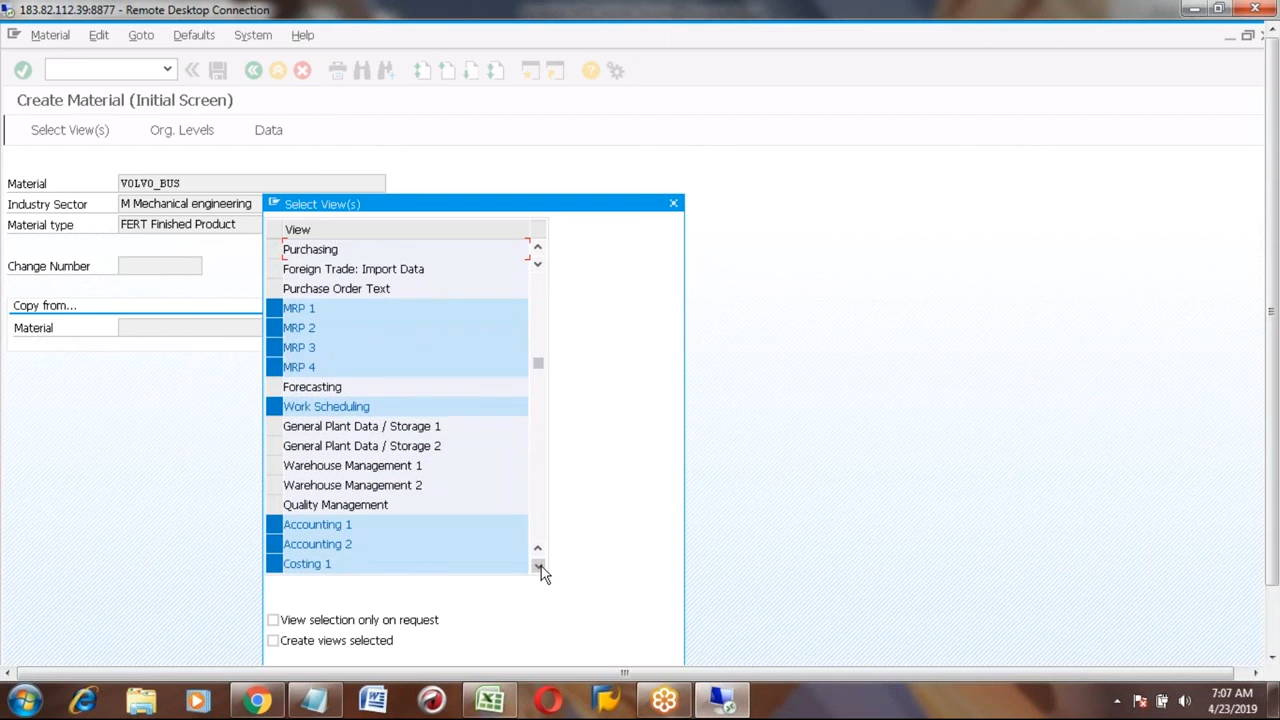 183.82.112.39:8877 - Remote Desktop Connection
Material Edit Goto Defaults System Help
Create Material (Initial Screen)
Select View(s) Org. Levels Data
Material VOLVO_BUS
Industry Sector M Mechanical engineering
Material type FERT Finished Product
Change Number
Copy from...
Material
Select View(s)
View
Purchasing
Foreign Trade: Import Data
Purchase Order Text
MRP 1
MRP 2
MRP 3
MRP 4
Forecasting
Work Scheduling
General Plant Data / Storage 1
General Plant Data / Storage 2
Warehouse Management 1
Warehouse Management 2
Quality Management
Accounting 1
Accounting 2
Costing 1
View selection only on request
Create views selected
7:07 AM
4/23/2019